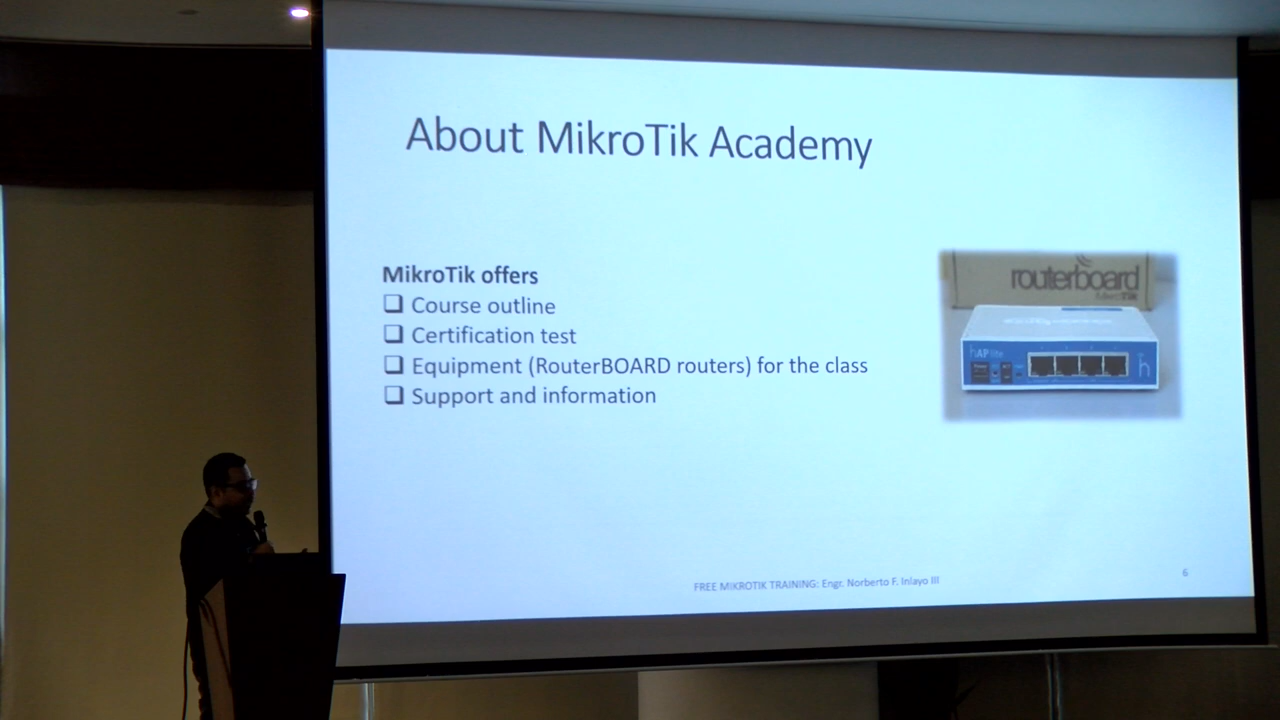 About MikroTik Academy
MikroTik offers
Course outline
Certification test
Equipment (RouterBOARD routers) for the class
Support and information
routerboard
MikroTik
hAP lite
FREE MIKROTIK TRAINING: Engr. Norberto F. Inlayo III
6